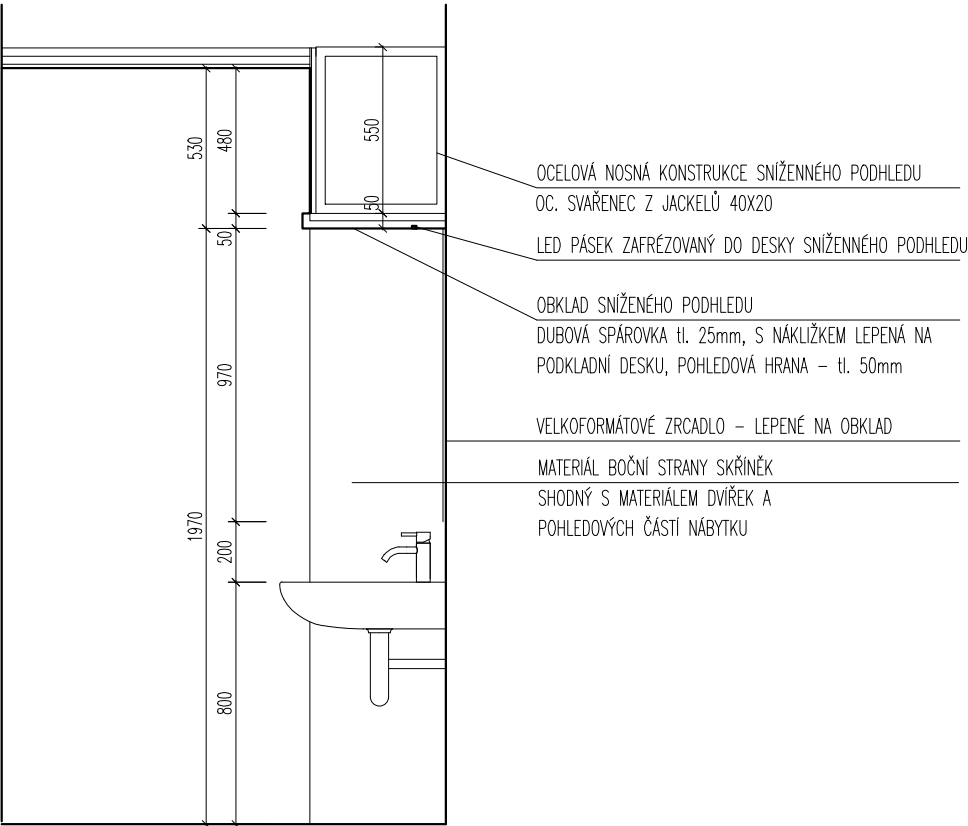 530
480
550
50
50
970
1970
200
800
OCELOVÁ NOSNÁ KONSTRUKCE SNÍŽENNÉHO PODHLEDU
OC. SVAŘENEC Z JACKELŮ 40X20
LED PÁSEK ZAFRÉZOVANÝ DO DESKY SNÍŽENNÉHO PODHLEDU
OBKLAD SNÍŽENÉHO PODHLEDU
DUBOVÁ SPÁROVKA tl. 25mm, S NÁKLIŽKEM LEPENÁ NA
PODKLADNÍ DESKU, POHLEDOVÁ HRANA – tl. 50mm
VELKOFORMÁTOVÉ ZRCADLO – LEPENÉ NA OBKLAD
MATERIÁL BOČNÍ STRANY SKŘÍNĚK
SHODNÝ S MATERIÁLEM DVÍŘEK A
POHLEDOVÝCH ČÁSTÍ NÁBYTKU